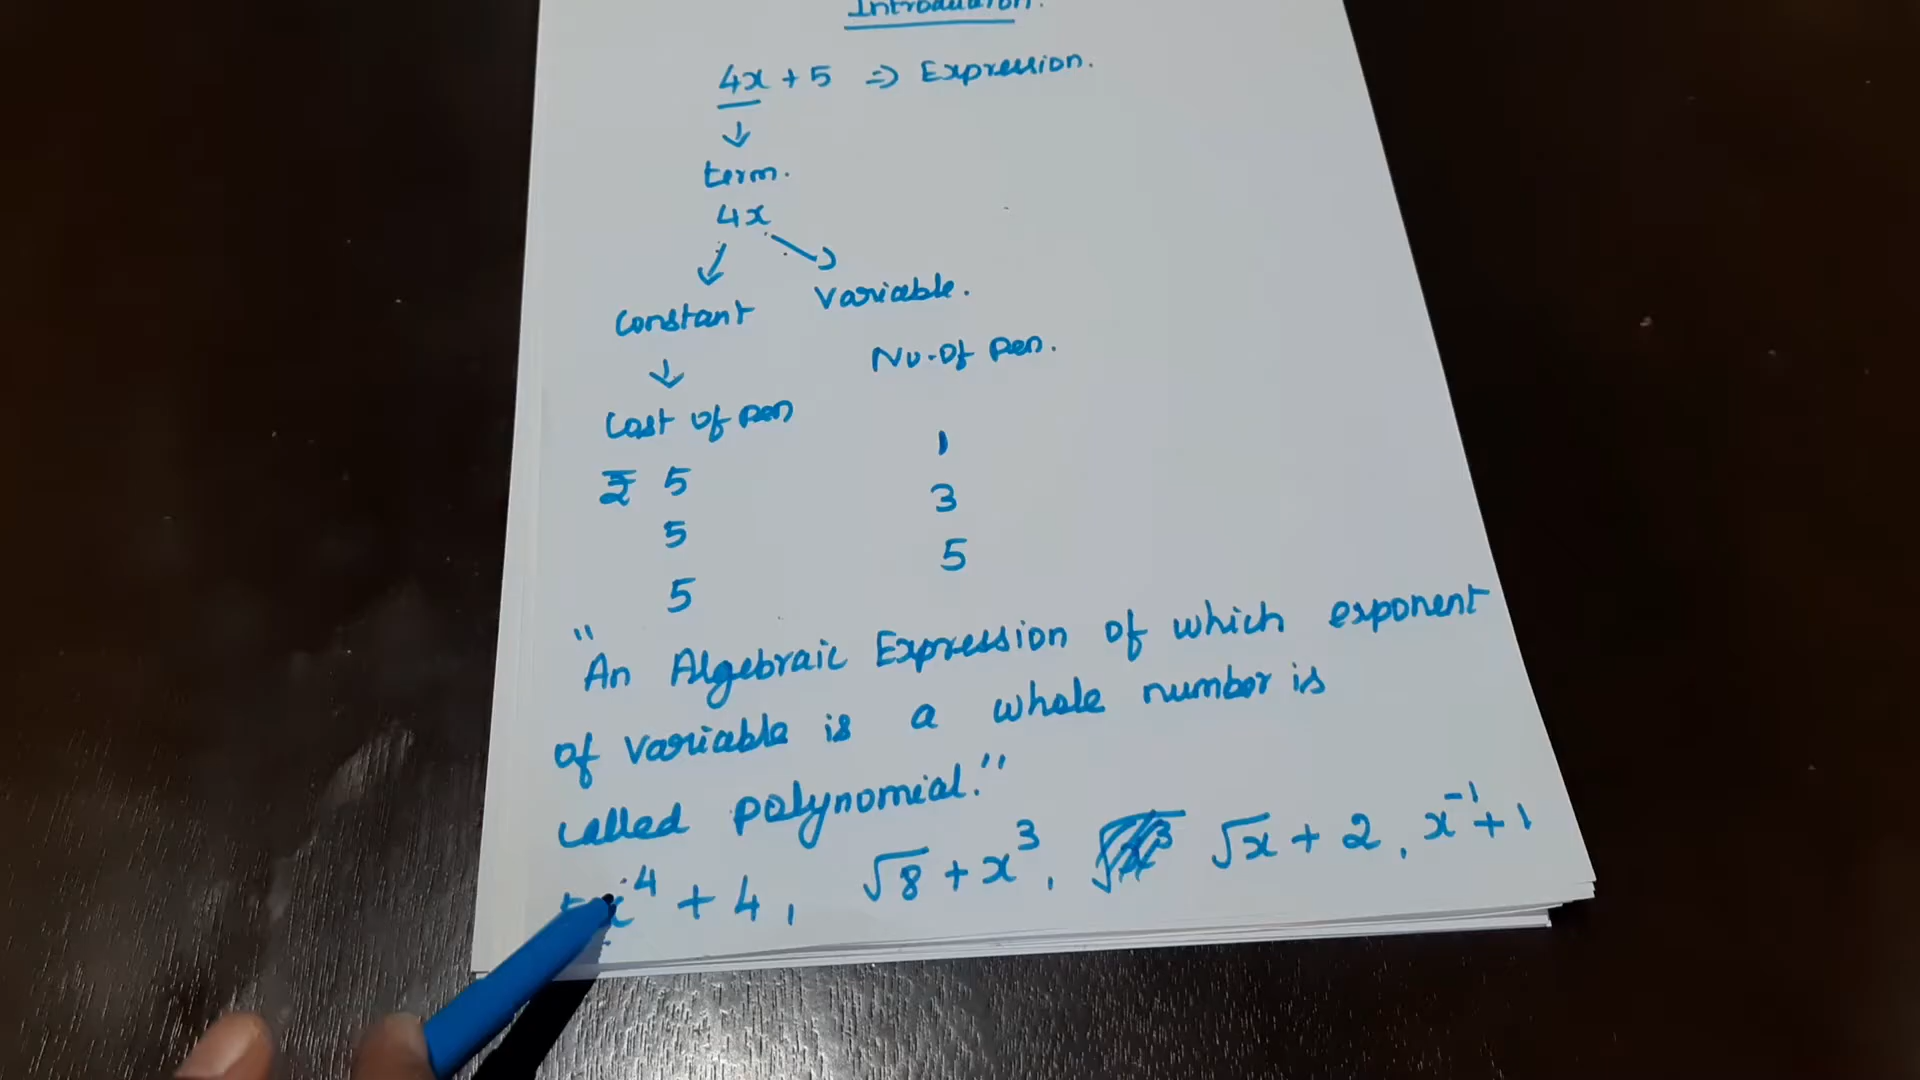 Introduction.
4x + 5 => Expression.
↓
term.
4x
Constant Variable.
↓ No. Of pen.
Cost of pen
1
₹ 5
3
5
5
5
"An Algebraic Expression of which exponent
of variable is a whole number is
called polynomial."
x⁴ + 4, √8 + x³, √x + 2, x⁻¹ + 1